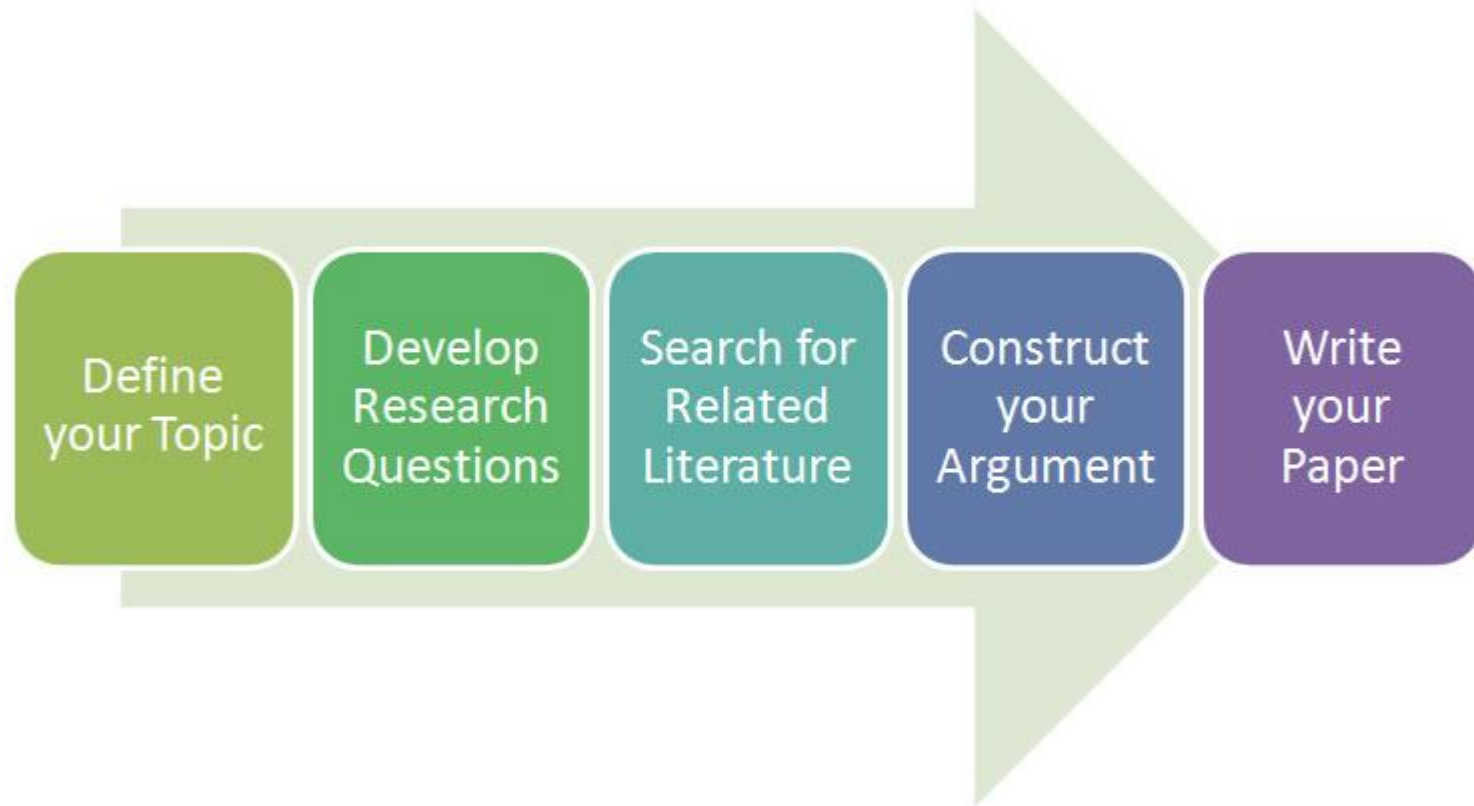 Define
your Topic
Develop
Research
Questions
Search for
Related
Literature
Construct
your
Argument
Write
your
Paper